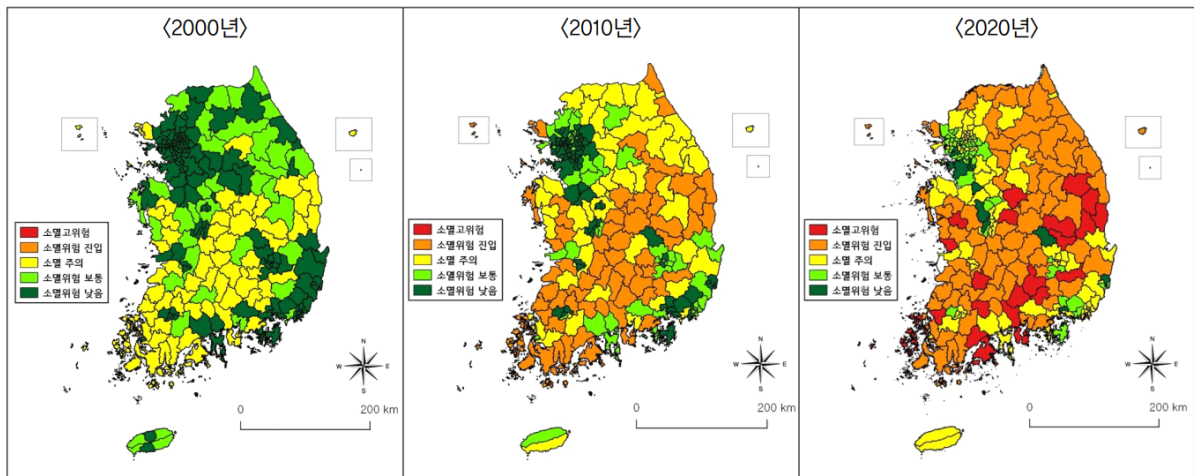 〈2000년〉
소멸고위험
소멸위험 진입
소멸 주의
소멸위험 보통
소멸위험 낮음
N
W
E
S
0
200 km
〈2010년〉
소멸고위험
소멸위험 진입
소멸 주의
소멸위험 보통
소멸위험 낮음
N
W
E
S
0
200 km
〈2020년〉
소멸고위험
소멸위험 진입
소멸 주의
소멸위험 보통
소멸위험 낮음
N
W
E
S
0
200 km